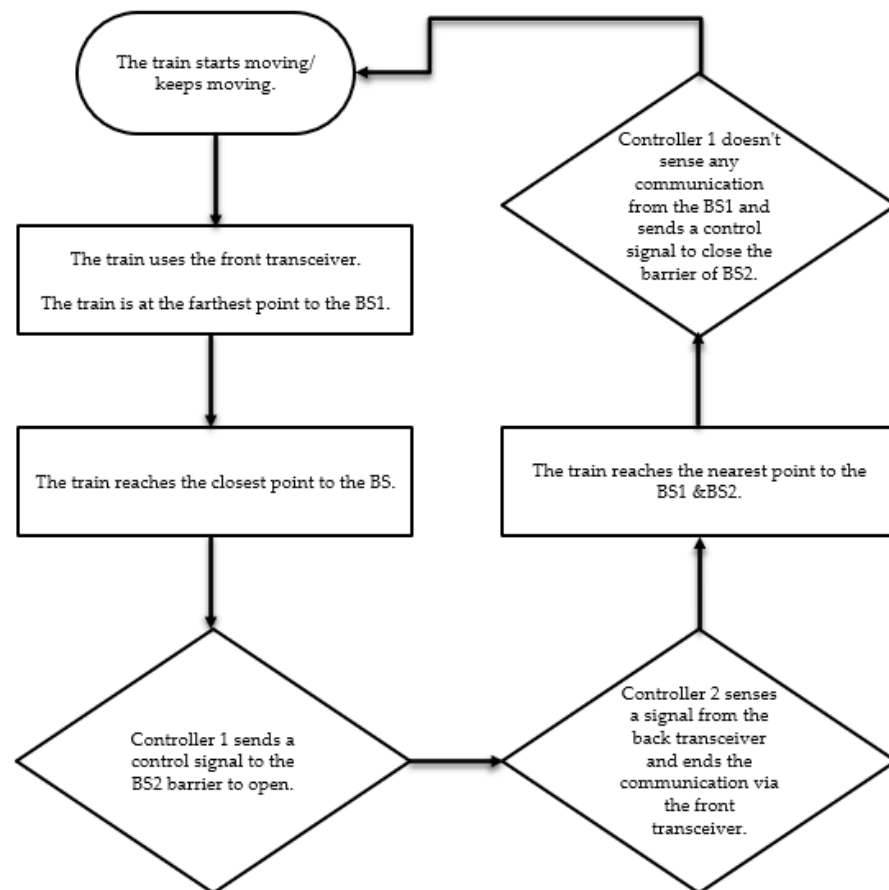 The train starts moving/
keeps moving.
The train uses the front transceiver.
The train is at the farthest point to the BS1.
The train reaches the closest point to the BS.
Controller 1 sends a
control signal to the
BS2 barrier to open.
Controller 2 senses
a signal from the
back transceiver
and ends the
communication via
the front
transceiver.
The train reaches the nearest point to the
BS1 &BS2.
Controller 1 doesn't
sense any
communication
from the BS1 and
sends a control
signal to close the
barrier of BS2.